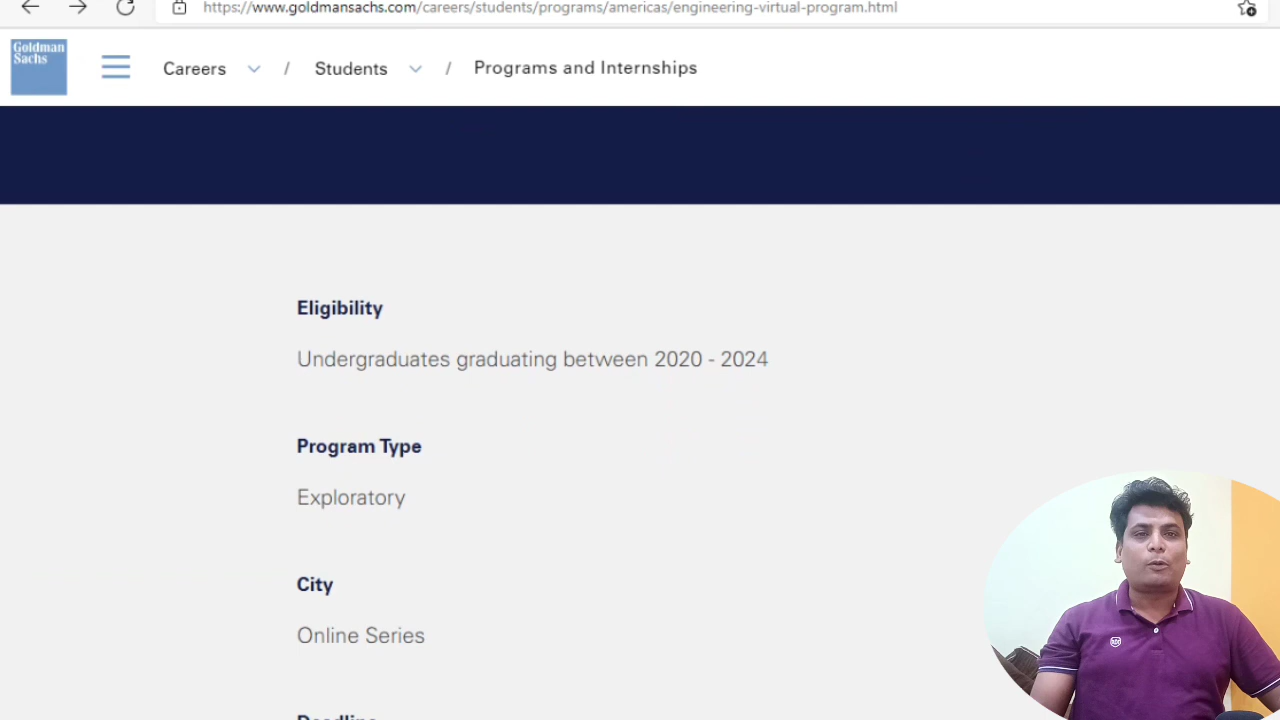 https://www.goldmansachs.com/careers/students/programs/americas/engineering-virtual-program.html
Goldman
Sachs
Careers / Students / Programs and Internships
Eligibility
Undergraduates graduating between 2020 - 2024
Program Type
Exploratory
City
Online Series
Deadline